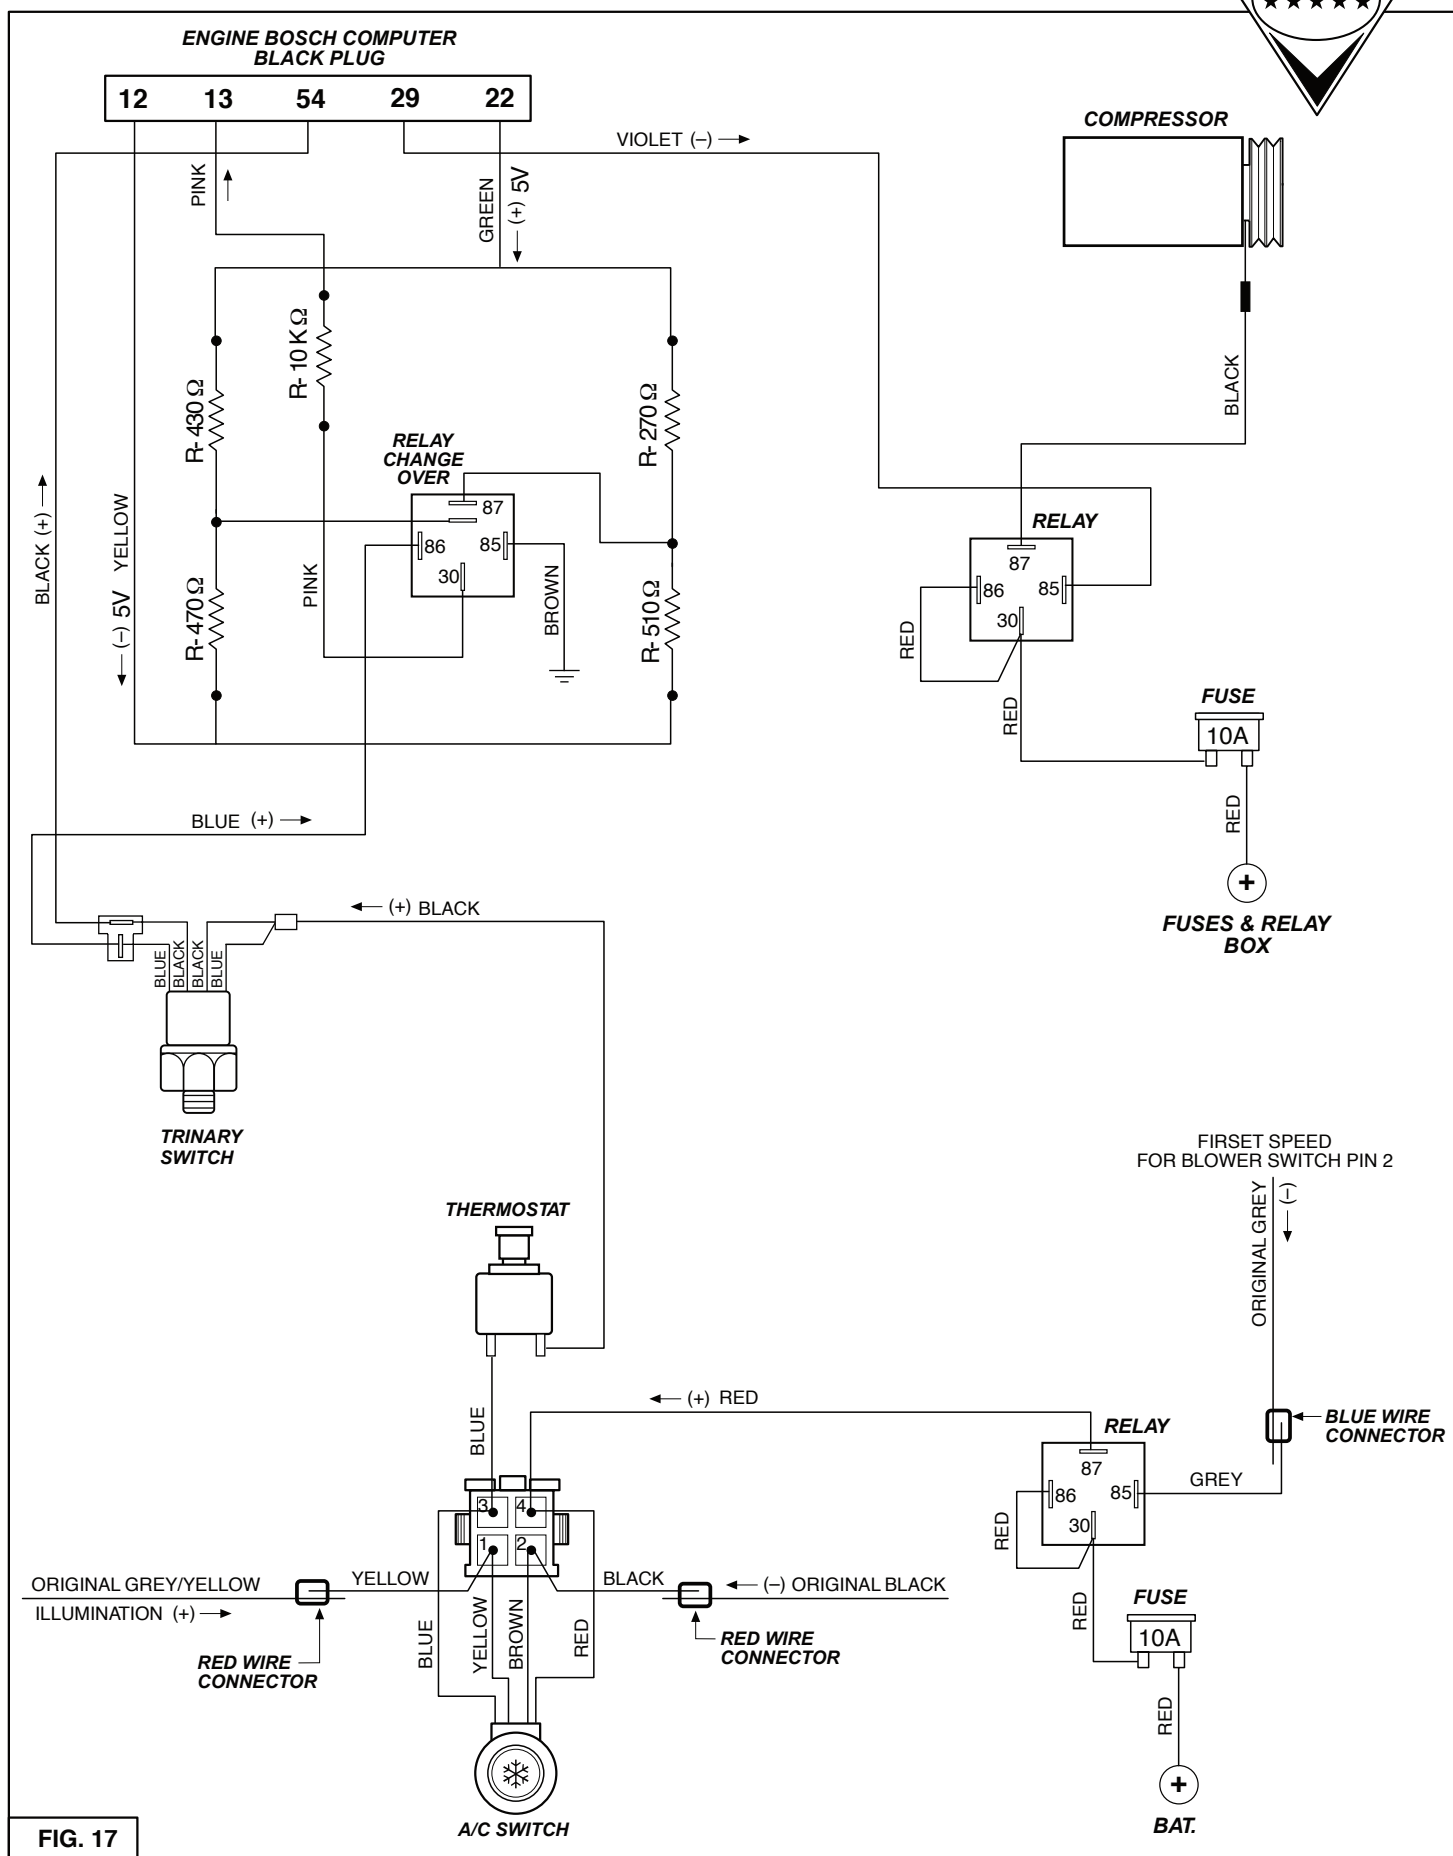 ENGINE BOSCH COMPUTER
BLACK PLUG
12 13 54 29 22
VIOLET (–)
COMPRESSOR
PINK
GREEN
(+) 5V
BLACK
R-10 KΩ
R-430 Ω
R-270 Ω
RELAY
CHANGE
OVER
87
86
85
30
BLACK (+)
(–) 5V YELLOW
R-470 Ω
PINK
BROWN
R-510 Ω
RELAY
87
86
85
30
RED
RED
FUSE
10A
RED
+
FUSES & RELAY
BOX
BLUE (+)
(+) BLACK
BLUE
BLACK
BLACK
BLUE
TRINARY
SWITCH
THERMOSTAT
FIRSET SPEED
FOR BLOWER SWITCH PIN 2
ORIGINAL GREY
(–)
BLUE
(+) RED
RELAY
87
86
85
30
GREY
BLUE WIRE
CONNECTOR
RED
3
4
1
2
ORIGINAL GREY/YELLOW
ILLUMINATION (+)
YELLOW
BLACK
(–) ORIGINAL BLACK
RED WIRE
CONNECTOR
BLUE
YELLOW
BROWN
RED
RED WIRE
CONNECTOR
RED
FUSE
10A
RED
+
BAT.
A/C SWITCH
FIG. 17